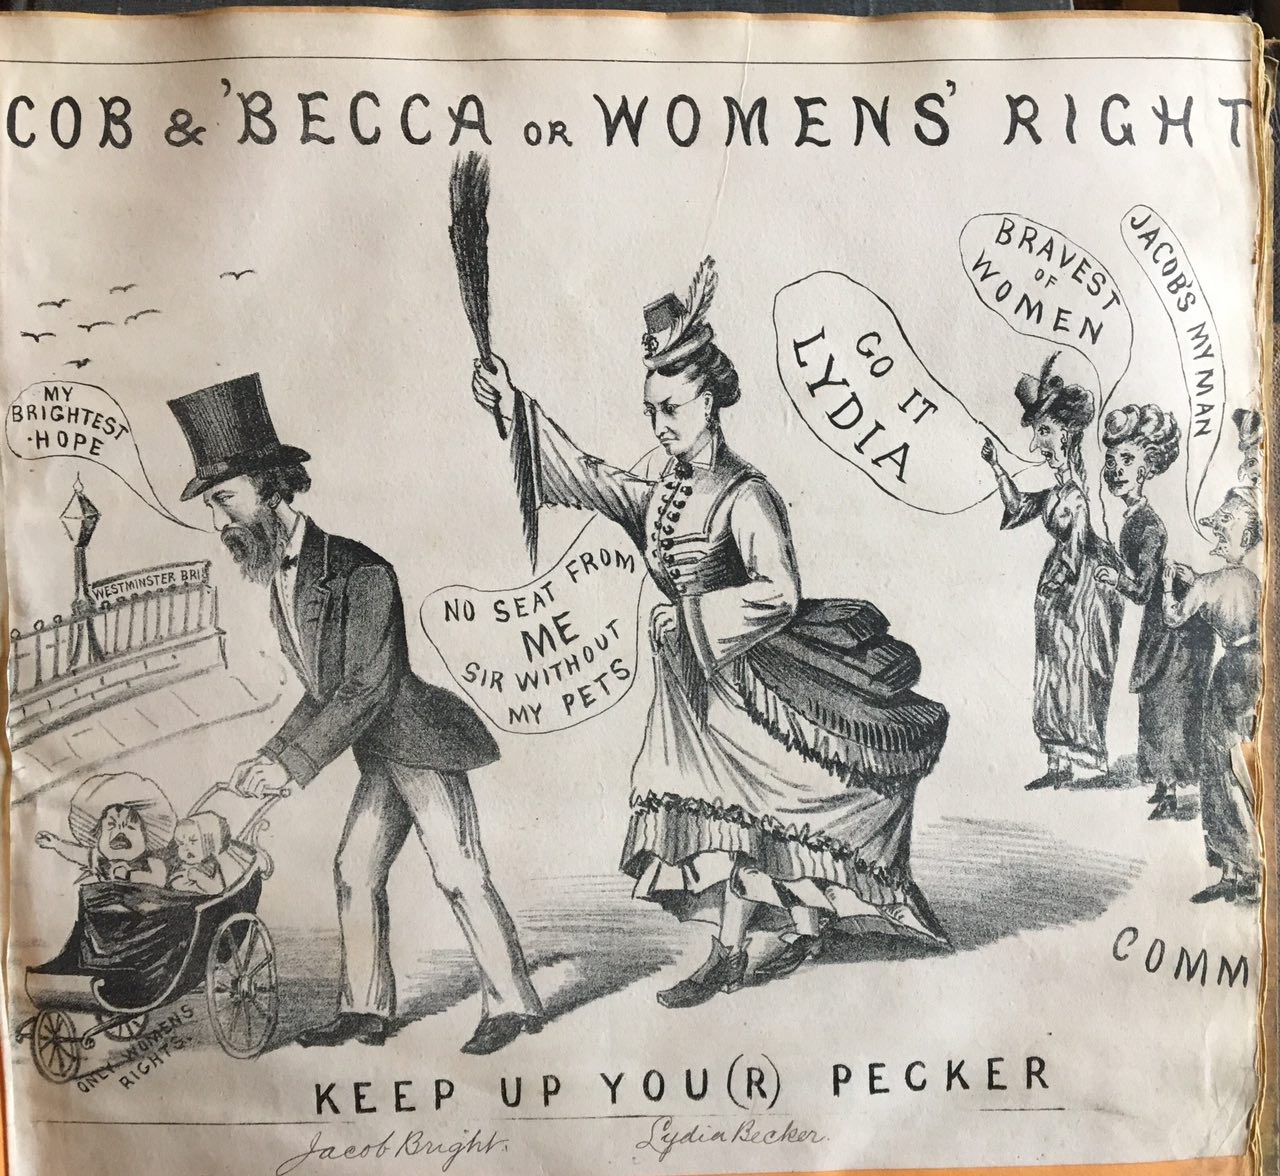 COB & 'BECCA OR WOMENS' RIGHT
MY
BRIGHTEST
HOPE
WESTMINSTER BRI
NO SEAT FROM
ME
SIR WITHOUT
MY PETS
GO IT
LYDIA
BRAVEST
OF
WOMEN
JACOB'S MY MAN
COMM
ONLY WOMENS
RIGHTS.
KEEP UP YOU(R) PECKER
Jacob Bright.
Lydia Becker.